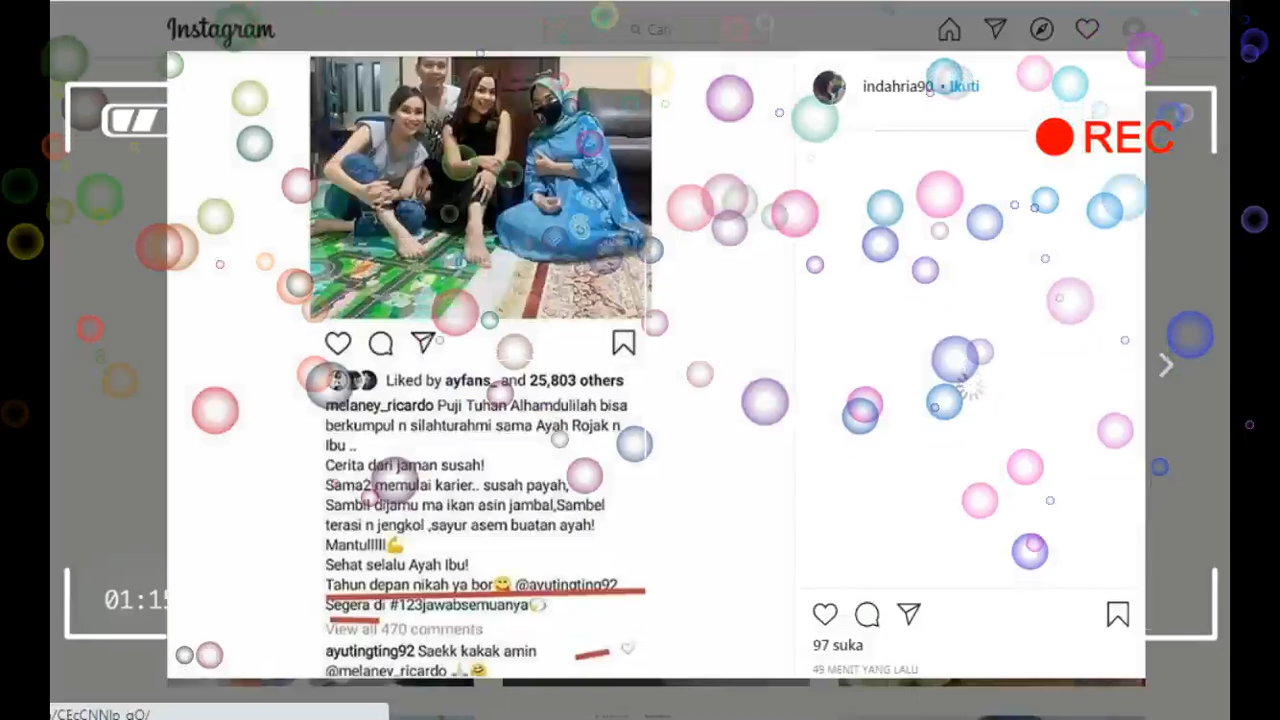 Instagram
Cari
indahria90 • Ikuti
REC
Liked by ayfans_ and 25,803 others
melaney_ricardo Puji Tuhan Alhamdulilah bisa
berkumpul n silahturahmi sama Ayah Rojak n
Ibu ..
Cerita dari jaman susah!
Sama2 memulai karier.. susah payah,
Sambil dijamu ma ikan asin jambal,Sambel
terasi n jengkol ,sayur asem buatan ayah!
Mantulllll💪
Sehat selalu Ayah Ibu!
Tahun depan nikah ya bor😋 @ayutingting92
Segera di #123jawabsemuanya
View all 470 comments
ayutingting92 Saekk kakak amin
@melaney_ricardo 🙏🤗
97 suka
49 MENIT YANG LALU
01:15
/CEcCNNlp_qO/